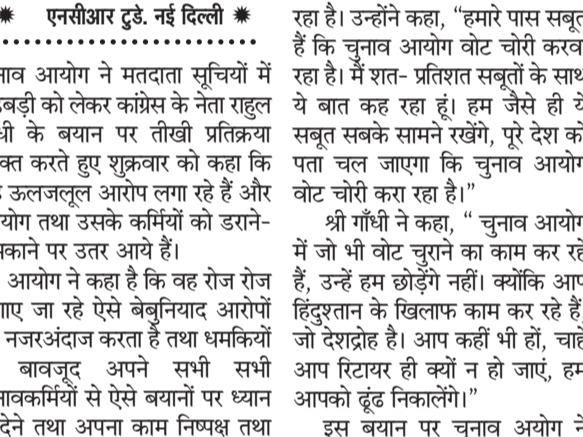 एनसीआर टुडे. नई दिल्ली
आयोग ने मतदाता सूचियों में
को लेकर कांग्रेस के नेता राहुल
के बयान पर तीखी प्रतिक्रया
करते हुए शुक्रवार को कहा कि
ऊलजलूल आरोप लगा रहे हैं और
तथा उसके कर्मियों को डराने-
पर उतर आये हैं।
आयोग ने कहा है कि वह रोज रोज
जा रहे ऐसे बेबुनियाद आरोपों
नजरअंदाज करता है तथा धमकियों
बावजूद अपने सभी सभी
से ऐसे बयानों पर ध्यान
देने तथा अपना काम निष्पक्ष तथा
रहा है। उन्होंने कहा, “हमारे पास सबूत
हैं कि चुनाव आयोग वोट चोरी करवा
रहा है। मैं शत- प्रतिशत सबूतों के साथ
ये बात कह रहा हूं। हम जैसे ही ये
सबूत सबके सामने रखेंगे, पूरे देश को
पता चल जाएगा कि चुनाव आयोग
वोट चोरी करा रहा है।”
श्री गाँधी ने कहा, “ चुनाव आयोग
में जो भी वोट चुराने का काम कर रहे
हैं, उन्हें हम छोड़ेंगे नहीं। क्योंकि आप
हिंदुस्तान के खिलाफ काम कर रहे हैं,
जो देशद्रोह है। आप कहीं भी हों, चाहे
आप रिटायर ही क्यों न हो जाएं, हम
आपको ढूंढ निकालेंगे।”
इस बयान पर चनाव अयोग ने